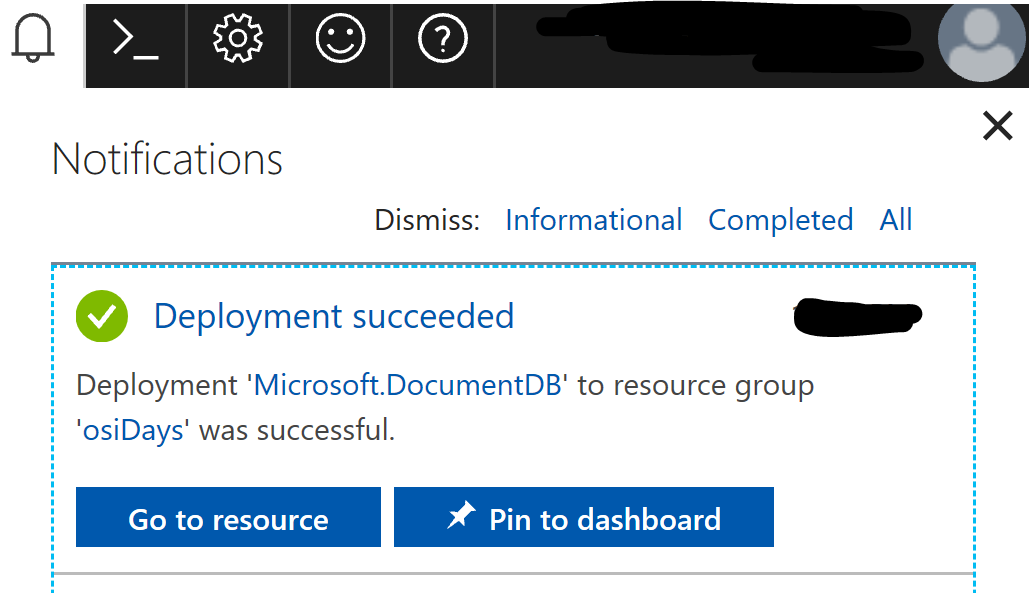 Notifications
Dismiss: Informational Completed All
Deployment succeeded
Deployment 'Microsoft.DocumentDB' to resource group
'osiDays' was successful.
Go to resource Pin to dashboard